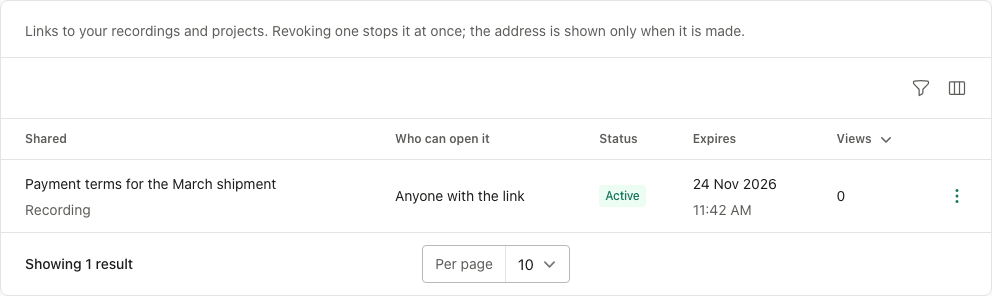 Links to your recordings and projects. Revoking one stops it at once; the address is shown only when it is made.
Shared Who can open it Status Expires Views
Payment terms for the March shipment
Recording
Anyone with the link
Active
24 Nov 2026
11:42 AM
0
Showing 1 result
Per page 10